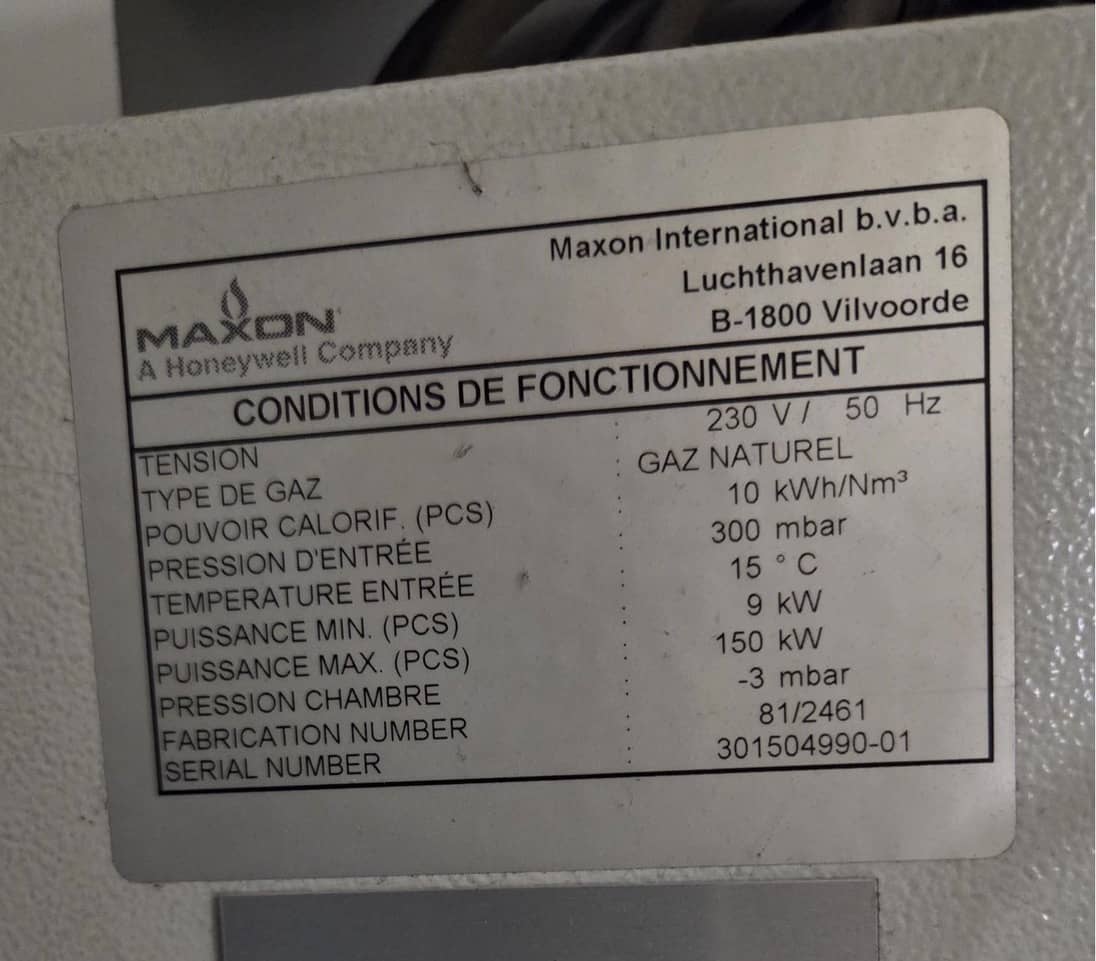 Maxon International b.v.b.a.
Luchthavenlaan 16
B-1800 Vilvoorde
MAXON
A Honeywell Company
CONDITIONS DE FONCTIONNEMENT
TENSION : 230 V / 50 Hz
TYPE DE GAZ : GAZ NATUREL
POUVOIR CALORIF. (PCS) : 10 kWh/Nm³
PRESSION D'ENTRÉE : 300 mbar
TEMPERATURE ENTRÉE : 15 °C
PUISSANCE MIN. (PCS) : 9 kW
PUISSANCE MAX. (PCS) : 150 kW
PRESSION CHAMBRE : -3 mbar
FABRICATION NUMBER : 81/2461
SERIAL NUMBER : 301504990-01